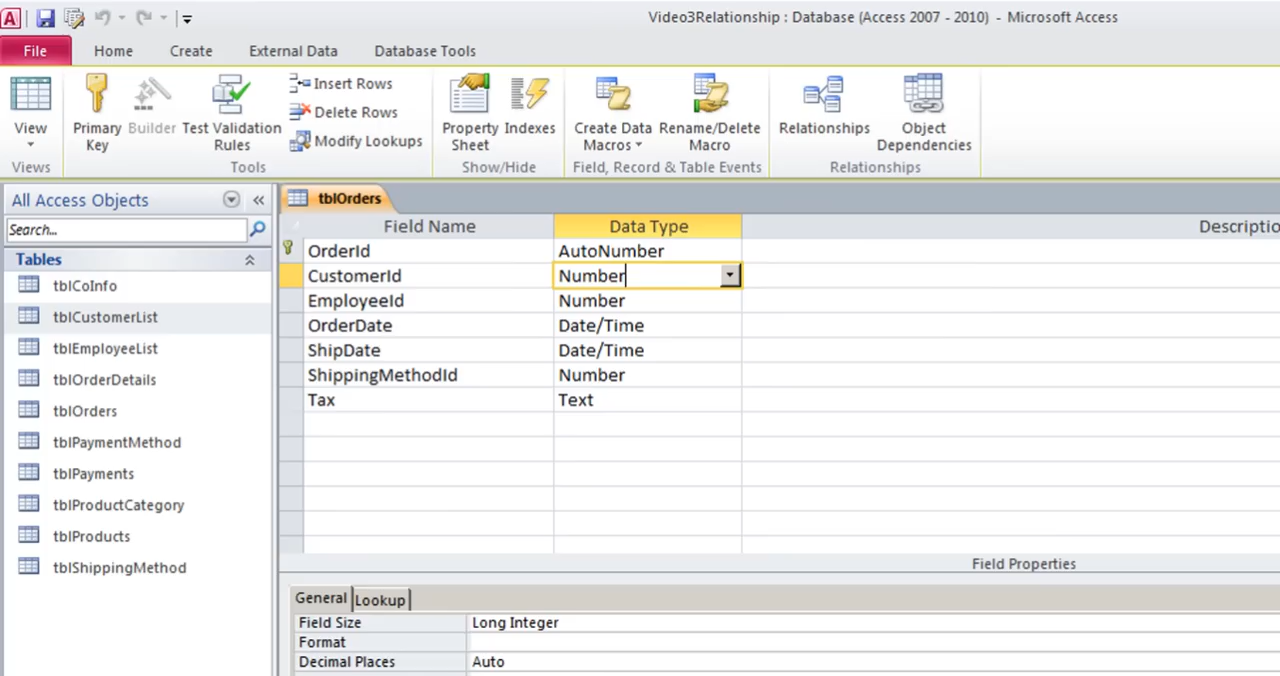 A
Video3Relationship : Database (Access 2007 - 2010) - Microsoft Access
File Home Create External Data Database Tools
View
Views
Primary Key
Builder
Test Validation Rules
Insert Rows
Delete Rows
Modify Lookups
Tools
Property Sheet
Indexes
Show/Hide
Create Data Macros
Rename/Delete Macro
Field, Record & Table Events
Relationships
Object Dependencies
Relationships
All Access Objects «
Search...
Tables
tblCoInfo
tblCustomerList
tblEmployeeList
tblOrderDetails
tblOrders
tblPaymentMethod
tblPayments
tblProductCategory
tblProducts
tblShippingMethod
tblOrders
Field Name Data Type Descriptio
OrderId AutoNumber
CustomerId Number
EmployeeId Number
OrderDate Date/Time
ShipDate Date/Time
ShippingMethodId Number
Tax Text
Field Properties
General Lookup
Field Size Long Integer
Format
Decimal Places Auto